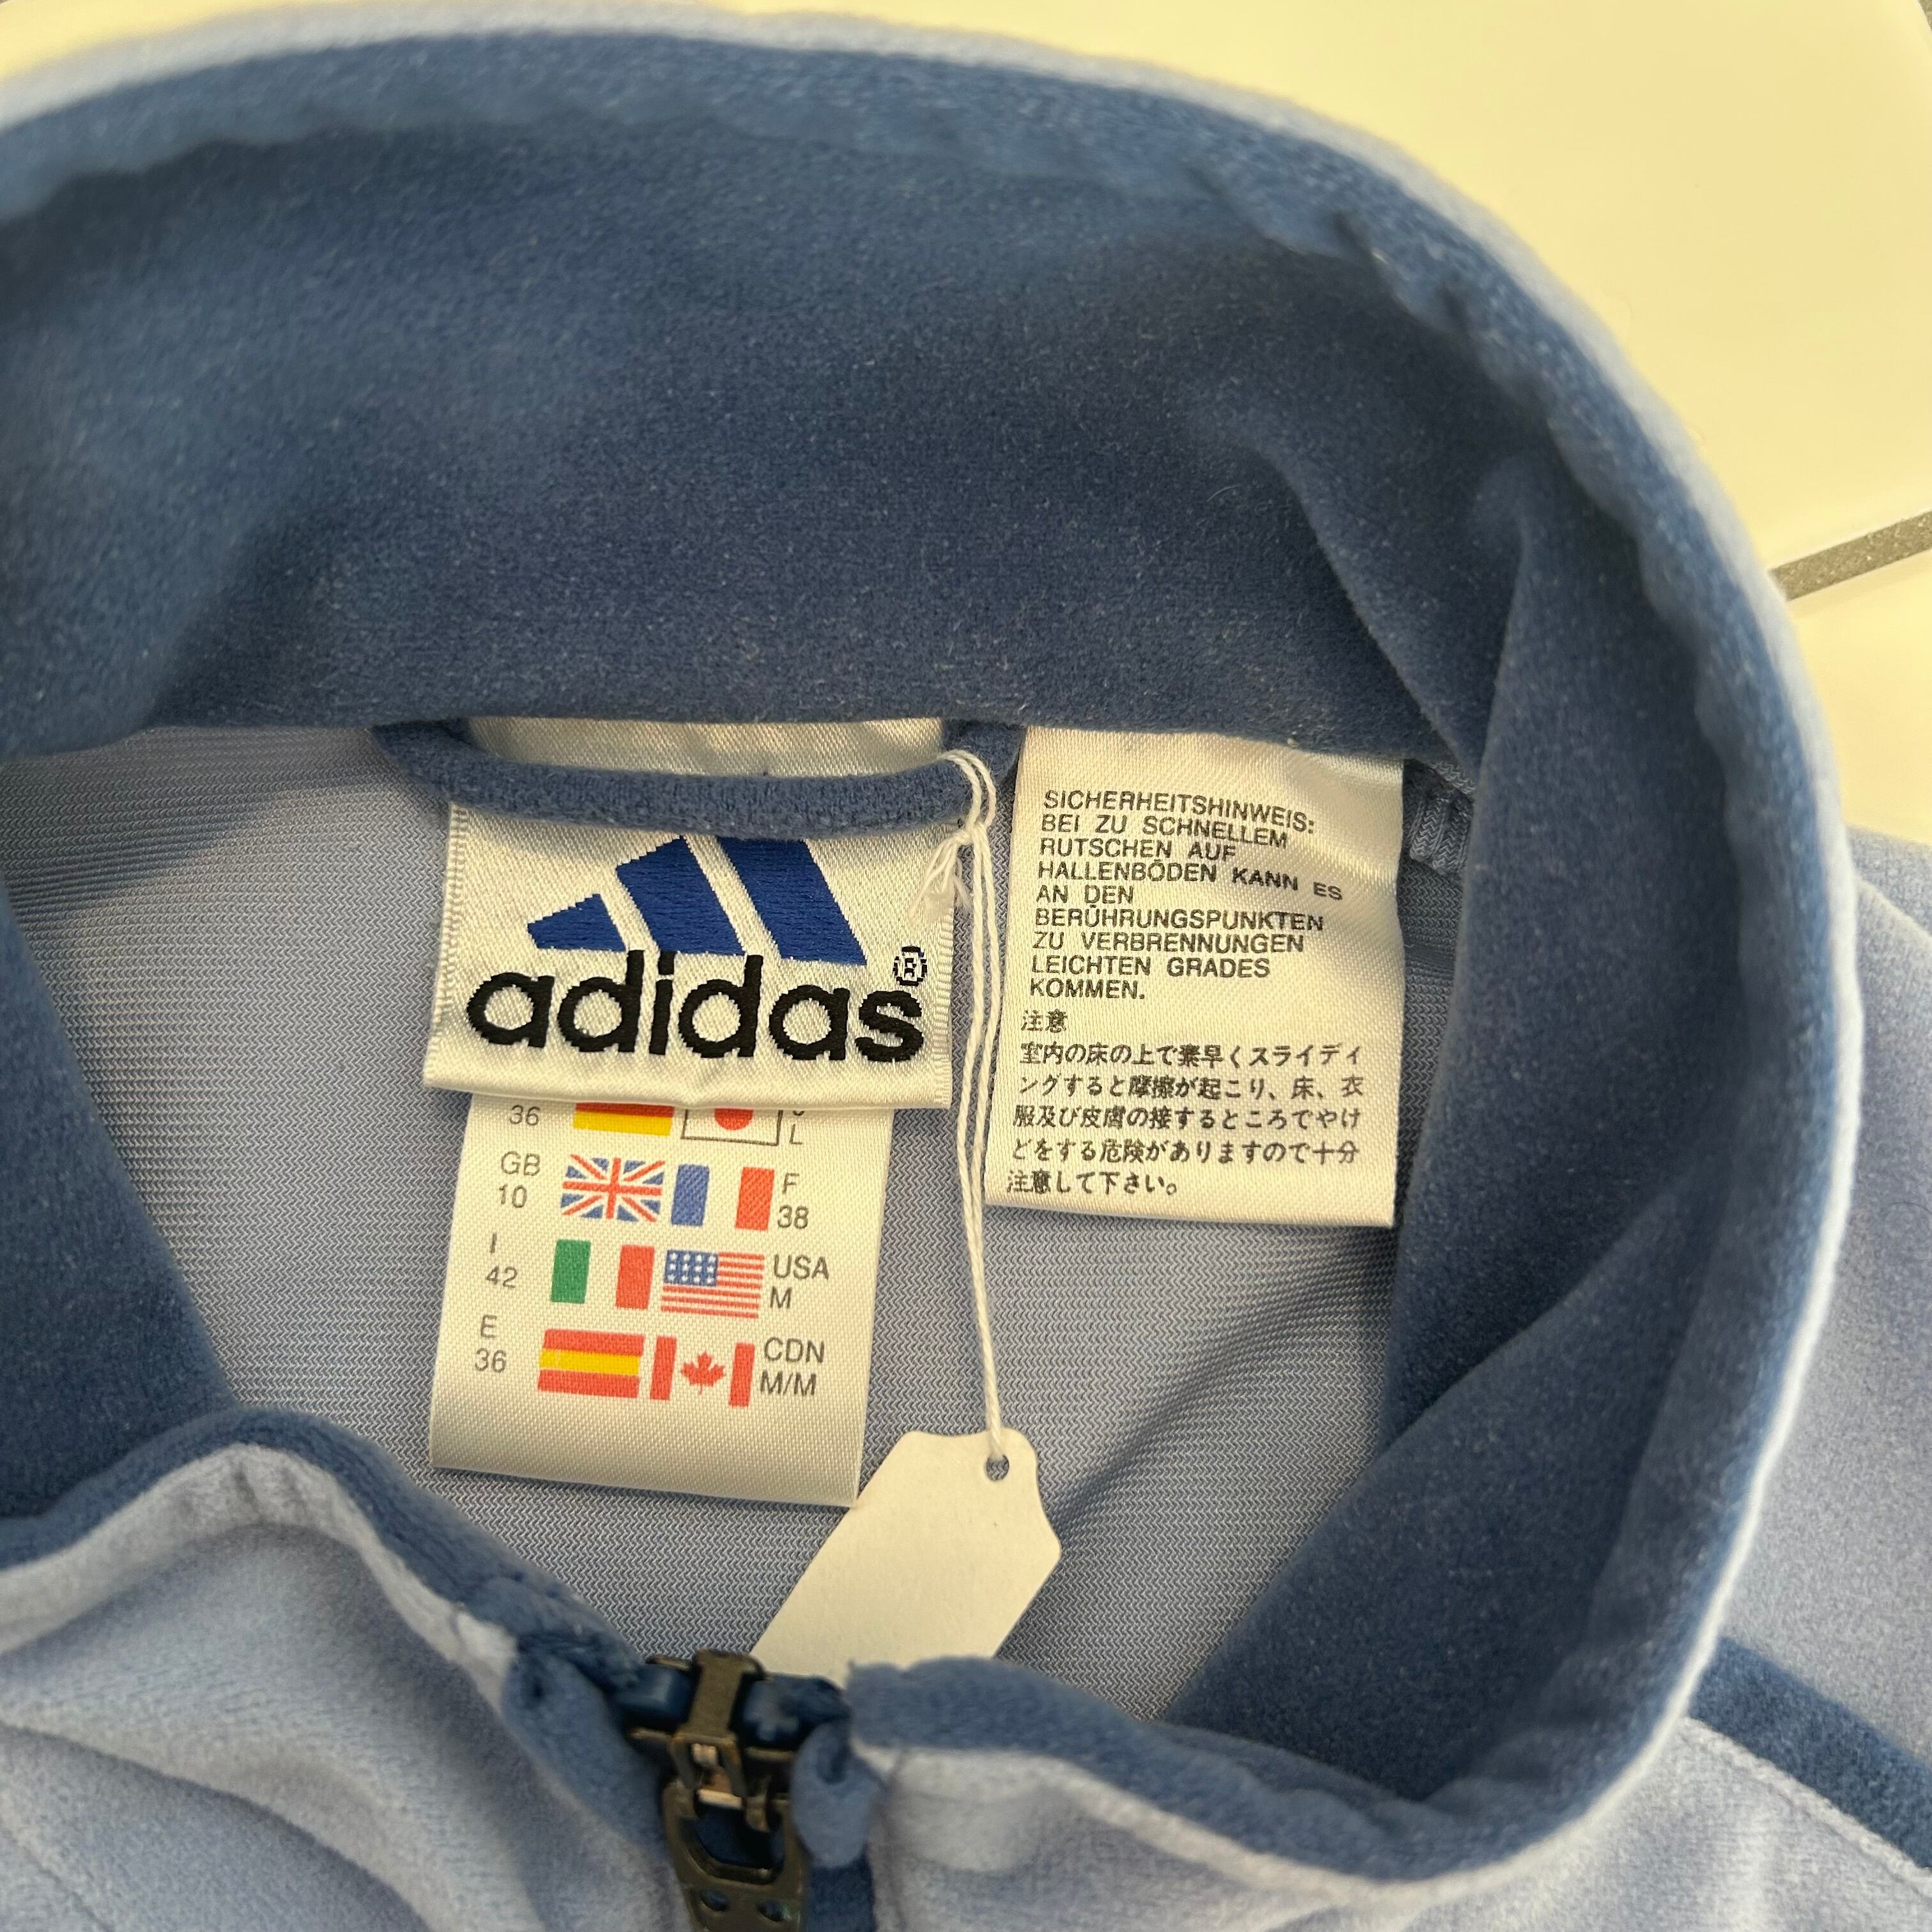 adidas®
36
L
GB
10
F
38
I
42
USA
M
E
36
CDN
M/M
SICHERHEITSHINWEIS:
BEI ZU SCHNELLEM
RUTSCHEN AUF
HALLENBÖDEN KANN ES
AN DEN
BERÜHRUNGSPUNKTEN
ZU VERBRENNUNGEN
LEICHTEN GRADES
KOMMEN.
注意
室内の床の上で素早くスライディ
ングすると摩擦が起こり、床、衣
服及び皮膚の接するところでやけ
どをする危険がありますので十分
注意して下さい。